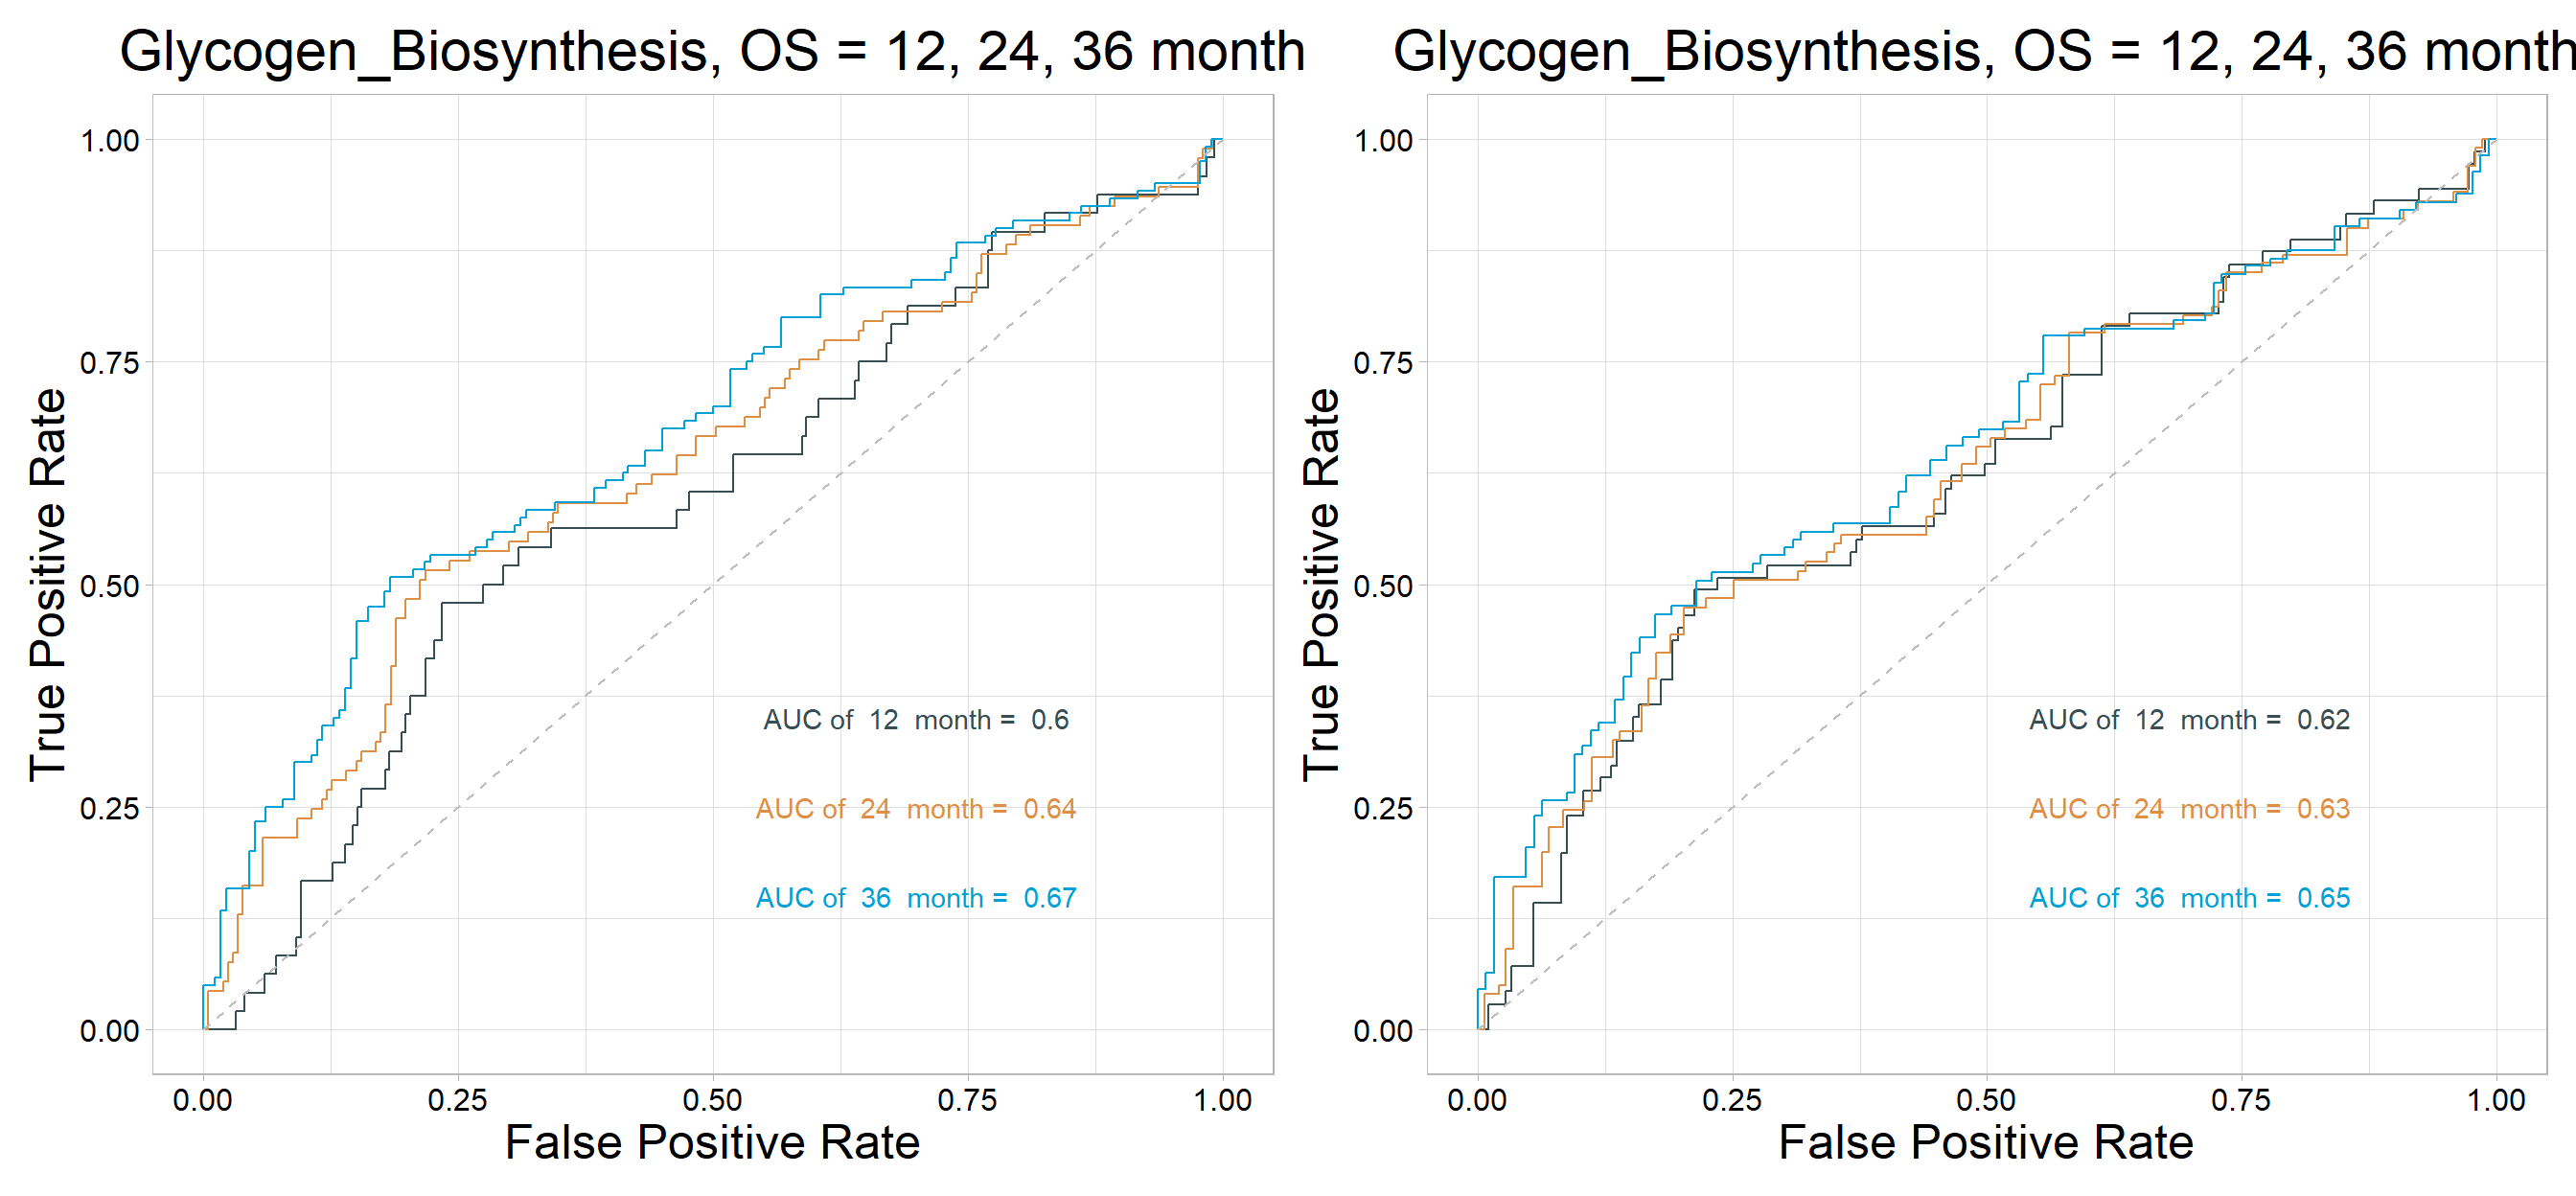 Glycogen_Biosynthesis, OS = 12, 24, 36 month
True Positive Rate
1.00
0.75
0.50
0.25
0.00
AUC of 12 month = 0.6
AUC of 24 month = 0.64
AUC of 36 month = 0.67
0.00 0.25 0.50 0.75 1.00
False Positive Rate
Glycogen_Biosynthesis, OS = 12, 24, 36 month
True Positive Rate
1.00
0.75
0.50
0.25
0.00
AUC of 12 month = 0.62
AUC of 24 month = 0.63
AUC of 36 month = 0.65
0.00 0.25 0.50 0.75 1.00
False Positive Rate